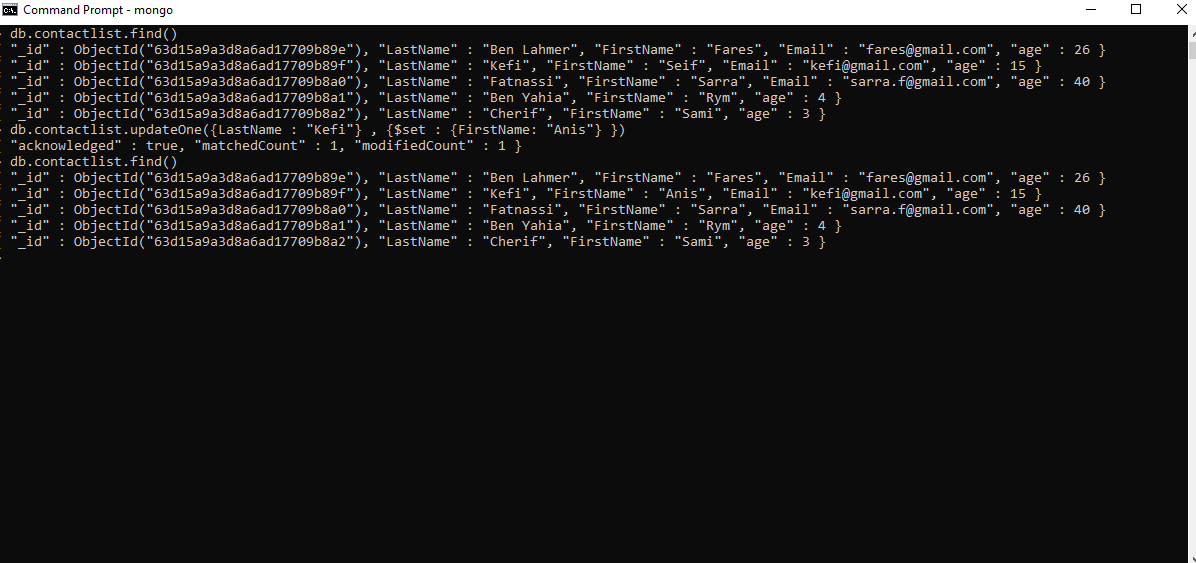 Command Prompt - mongo
db.contactlist.find()
"_id" : ObjectId("63d15a9a3d8a6ad17709b89e"), "LastName" : "Ben Lahmer", "FirstName" : "Fares", "Email" : "fares@gmail.com", "age" : 26 }
"_id" : ObjectId("63d15a9a3d8a6ad17709b89f"), "LastName" : "Kefi", "FirstName" : "Seif", "Email" : "kefi@gmail.com", "age" : 15 }
"_id" : ObjectId("63d15a9a3d8a6ad17709b8a0"), "LastName" : "Fatnassi", "FirstName" : "Sarra", "Email" : "sarra.f@gmail.com", "age" : 40 }
"_id" : ObjectId("63d15a9a3d8a6ad17709b8a1"), "LastName" : "Ben Yahia", "FirstName" : "Rym", "age" : 4 }
"_id" : ObjectId("63d15a9a3d8a6ad17709b8a2"), "LastName" : "Cherif", "FirstName" : "Sami", "age" : 3 }
db.contactlist.updateOne({LastName : "Kefi"} , {$set : {FirstName: "Anis"} })
"acknowledged" : true, "matchedCount" : 1, "modifiedCount" : 1 }
db.contactlist.find()
"_id" : ObjectId("63d15a9a3d8a6ad17709b89e"), "LastName" : "Ben Lahmer", "FirstName" : "Fares", "Email" : "fares@gmail.com", "age" : 26 }
"_id" : ObjectId("63d15a9a3d8a6ad17709b89f"), "LastName" : "Kefi", "FirstName" : "Anis", "Email" : "kefi@gmail.com", "age" : 15 }
"_id" : ObjectId("63d15a9a3d8a6ad17709b8a0"), "LastName" : "Fatnassi", "FirstName" : "Sarra", "Email" : "sarra.f@gmail.com", "age" : 40 }
"_id" : ObjectId("63d15a9a3d8a6ad17709b8a1"), "LastName" : "Ben Yahia", "FirstName" : "Rym", "age" : 4 }
"_id" : ObjectId("63d15a9a3d8a6ad17709b8a2"), "LastName" : "Cherif", "FirstName" : "Sami", "age" : 3 }